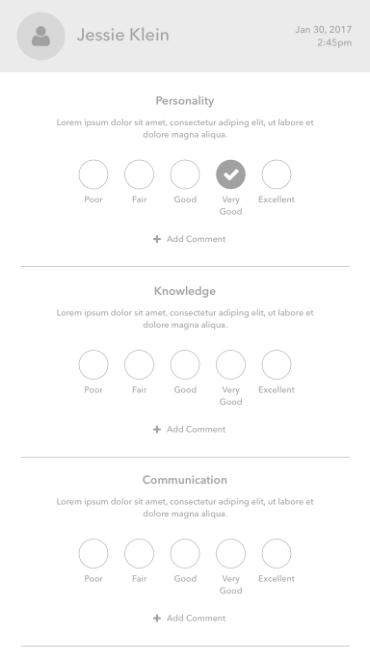 Jessie Klein
Jan 30, 2017
2:45pm
Personality
Lorem ipsum dolor sit amet, consectetur adiping elit, ut labore et
dolore magna aliqua.
Poor Fair Good Very Good Excellent
Add Comment
Knowledge
Lorem ipsum dolor sit amet, consectetur adiping elit, ut labore et
dolore magna aliqua.
Poor Fair Good Very Good Excellent
Add Comment
Communication
Lorem ipsum dolor sit amet, consectetur adiping elit, ut labore et
dolore magna aliqua.
Poor Fair Good Very Good Excellent
Add Comment